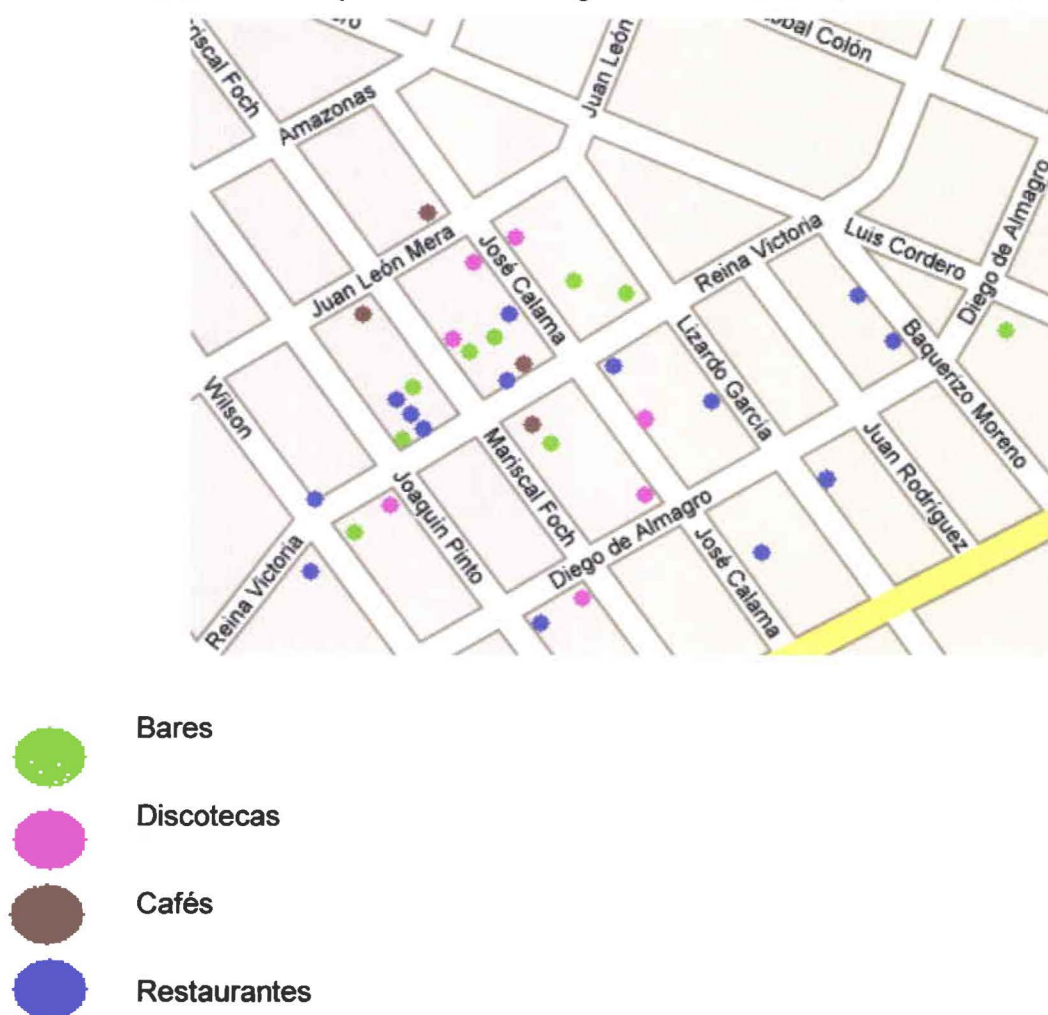 Juan León
Colón
Foch
Amazonas
Juan León Mera
José Calama
Reina Victoria
Luis Cordero
Diego de Almagro
Lizardo García
Baquerizo Moreno
Wilson
Joaquin Pinto
Mariscal Foch
Diego de Almagro
Juan Rodríguez
José Calama
Reina Victoria
Bares
Discotecas
Cafés
Restaurantes